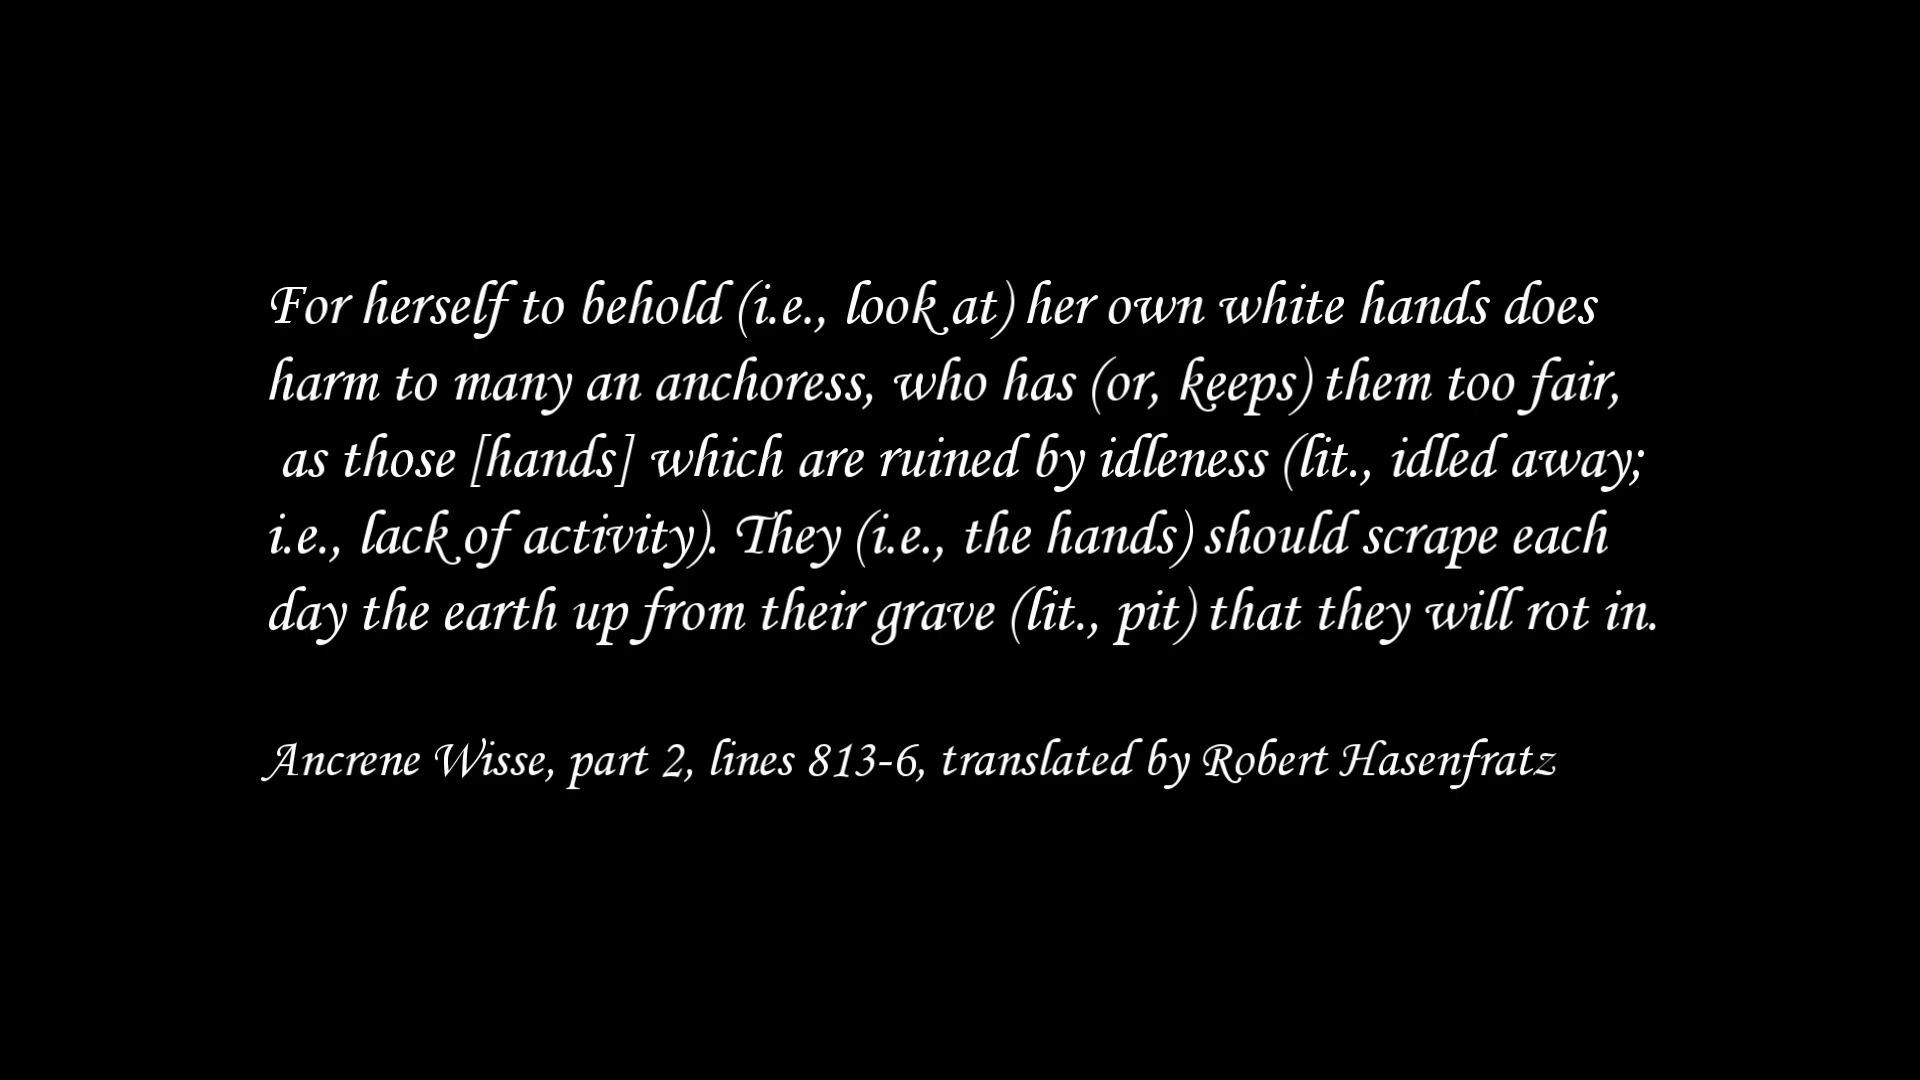 For herself to behold (i.e., look at) her own white hands does
harm to many an anchoress, who has (or, keeps) them too fair,
as those [hands] which are ruined by idleness (lit., idled away;
i.e., lack of activity). They (i.e., the hands) should scrape each
day the earth up from their grave (lit., pit) that they will rot in.
Ancrene Wisse, part 2, lines 813-6, translated by Robert Hasenfratz